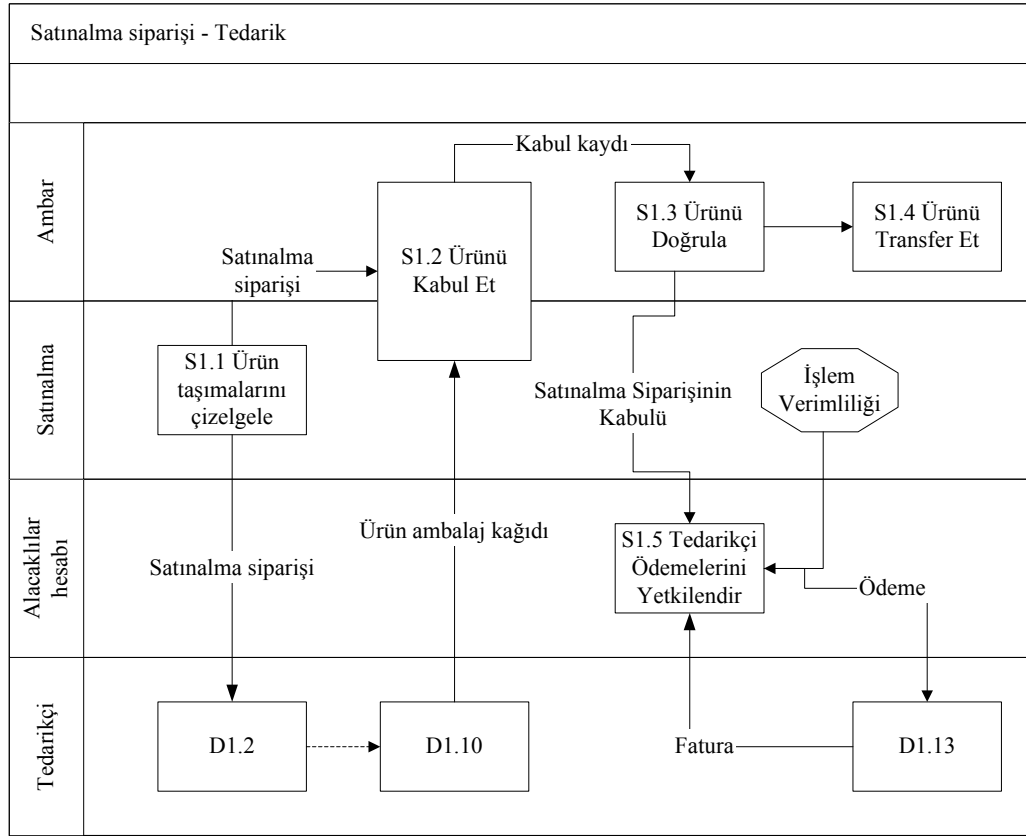 Satınalma siparişi - Tedarik
Ambar
Kabul kaydı
S1.2 Ürünü
Kabul Et
S1.3 Ürünü
Doğrula
S1.4 Ürünü
Transfer Et
Satınalma
siparişi
Satınalma
S1.1 Ürün
taşımalarını
çizelgele
Satınalma Siparişinin
Kabulü
İşlem
Verimliliği
Alacaklılar
hesabı
Satınalma siparişi
Ürün ambalaj kağıdı
S1.5 Tedarikçi
Ödemelerini
Yetkilendir
Ödeme
Tedarikçi
D1.2
D1.10
Fatura
D1.13